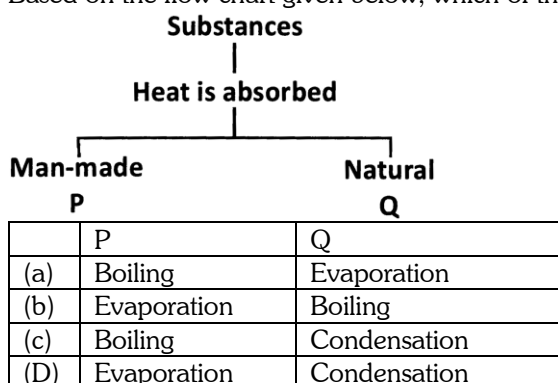 Based on the flow chart given below, which of th
Substances
Heat is absorbed
Man-made Natural
P Q
P Q
(a) Boiling Evaporation
(b) Evaporation Boiling
(c) Boiling Condensation
(D) Evaporation Condensation